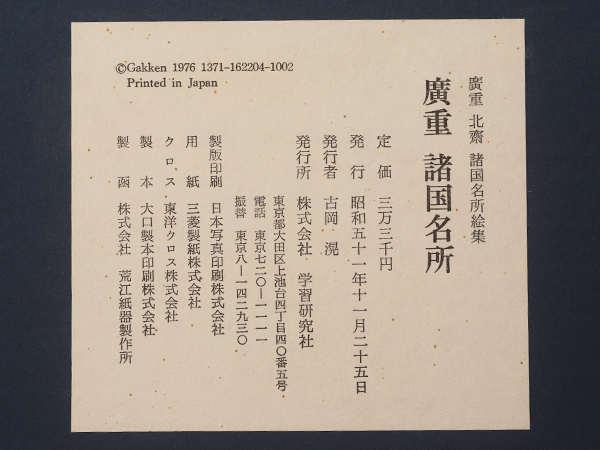 廣重 北齋 諸国名所絵集
廣重 諸国名所
定価 三万三千円
発行 昭和五十一年十一月二十五日
発行者 古岡 滉
発行所 株式会社 学習研究社
東京都大田区上池台四丁目四〇番五号
電話 東京七二〇―一一一一
振替 東京八―一四二九三〇
製版印刷 日本写真印刷株式会社
用紙 三菱製紙株式会社
クロス 東洋クロス株式会社
製本 大口製本印刷株式会社
製函 株式会社 荒江紙器製作所
©Gakken 1976 1371-162204-1002
Printed in Japan